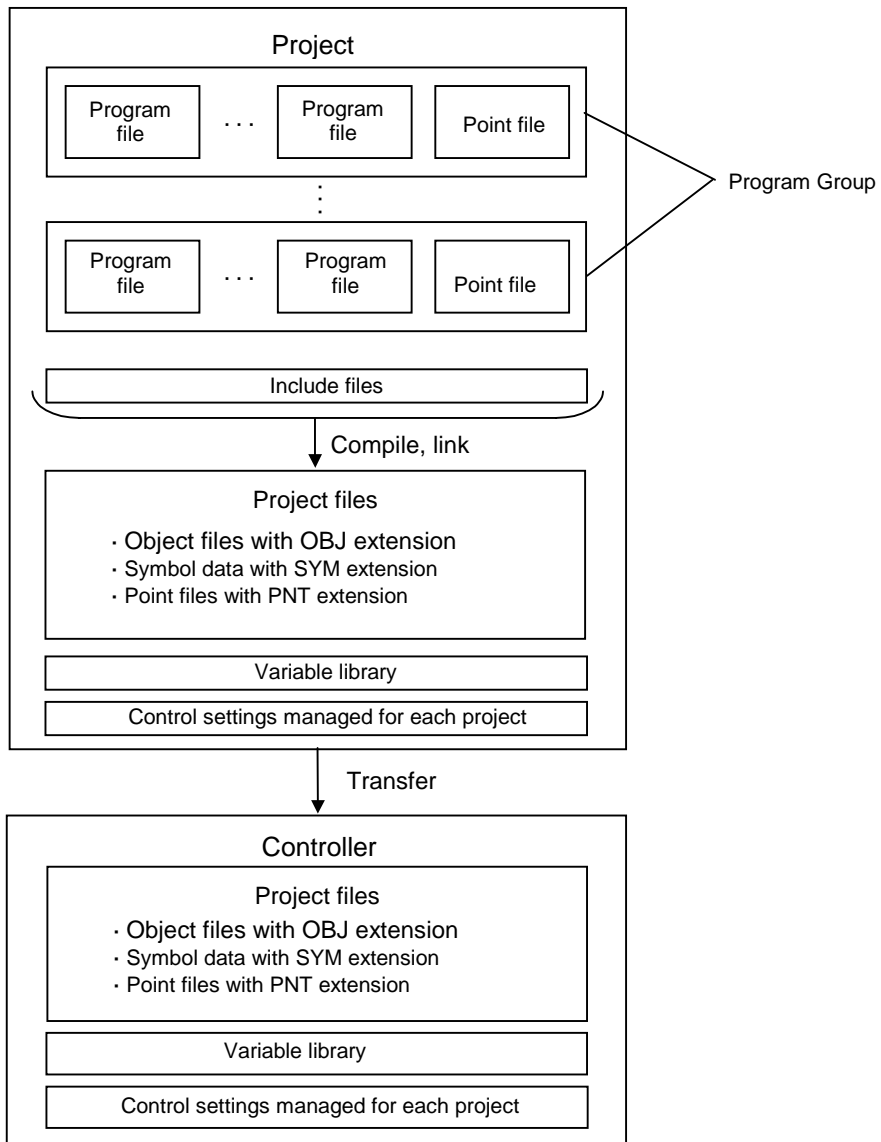 Project
Program
file
. . .
Program
file
Point file
Program Group
Program
file
. . .
Program
file
Point file
Include files
Compile, link
Project files
· Object files with OBJ extension
· Symbol data with SYM extension
· Point files with PNT extension
Variable library
Control settings managed for each project
Transfer
Controller
Project files
· Object files with OBJ extension
· Symbol data with SYM extension
· Point files with PNT extension
Variable library
Control settings managed for each project